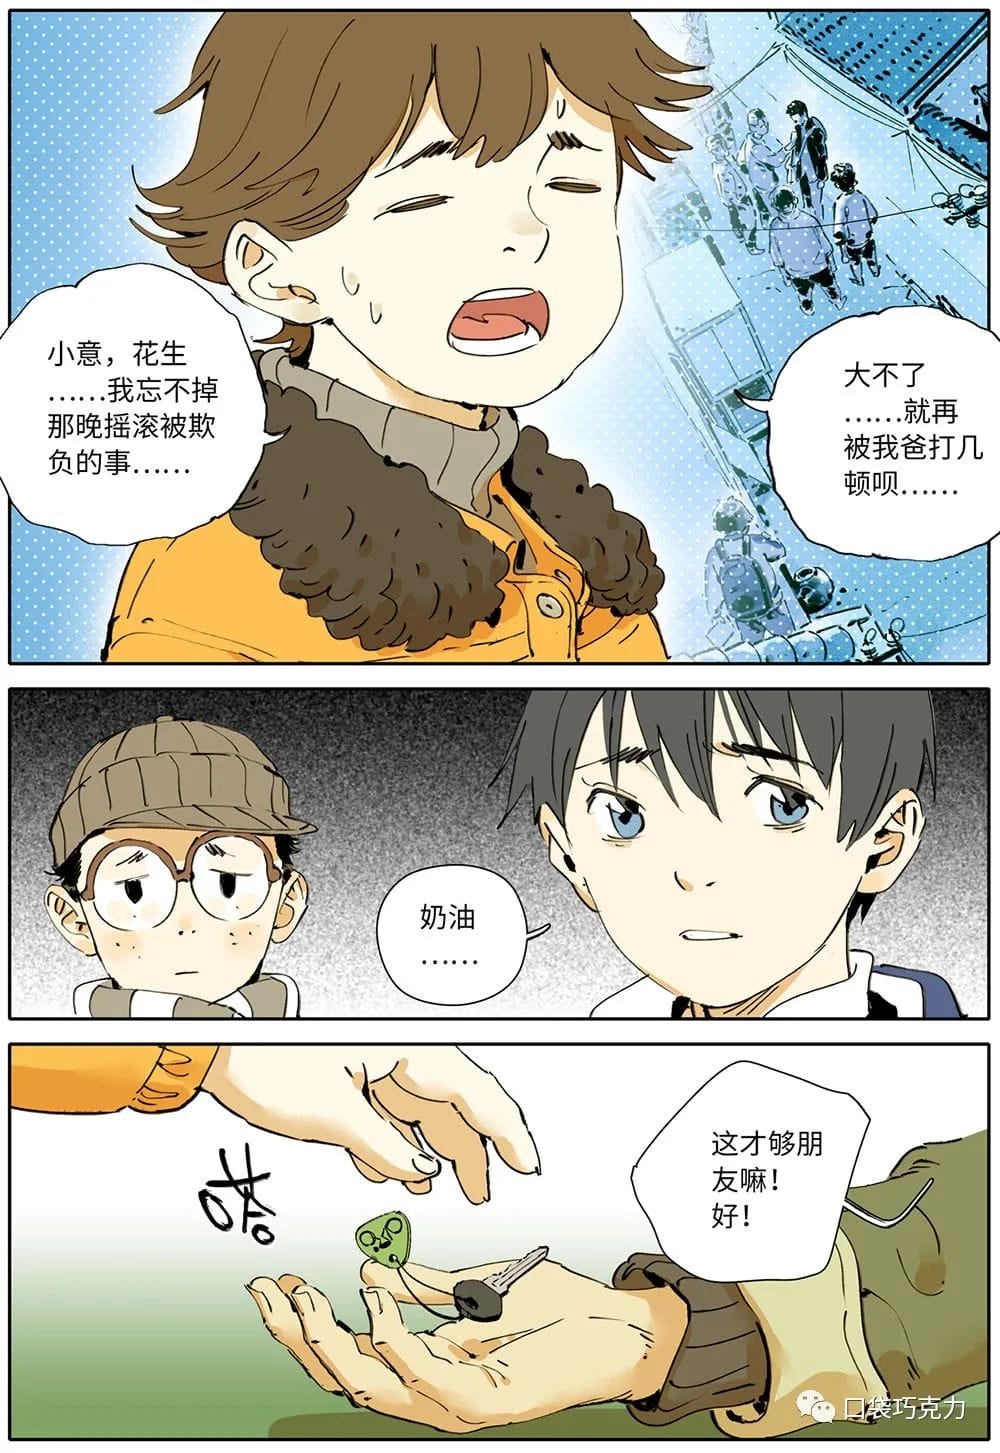 小意，花生
……我忘不掉
那晚摇滚被欺
负的事……
大不了
……就再
被我爸打几
顿呗……
奶油
……
嗒
这才够朋
友嘛！
好！
口袋巧克力